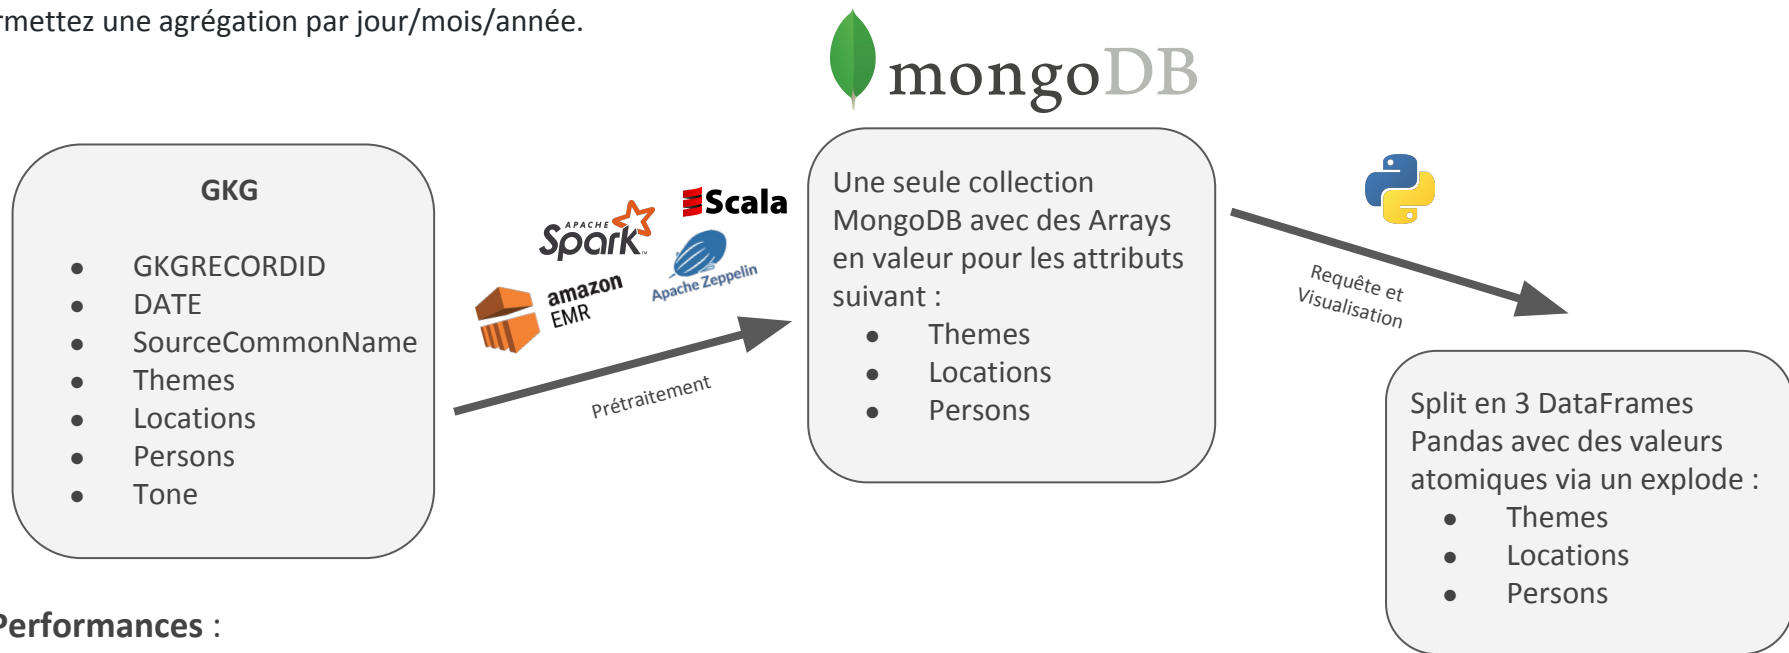 rmettez une agrégation par jour/mois/année.
mongoDB
GKG
● GKGRECORDID
● DATE
● SourceCommonName
● Themes
● Locations
● Persons
● Tone
APACHE
Spark
Scala
amazon
EMR
Apache Zeppelin
Prétraitement
Une seule collection
MongoDB avec des Arrays
en valeur pour les attributs
suivant :
● Themes
● Locations
● Persons
Requête et
Visualisation
Split en 3 DataFrames
Pandas avec des valeurs
atomiques via un explode :
● Themes
● Locations
● Persons
Performances :